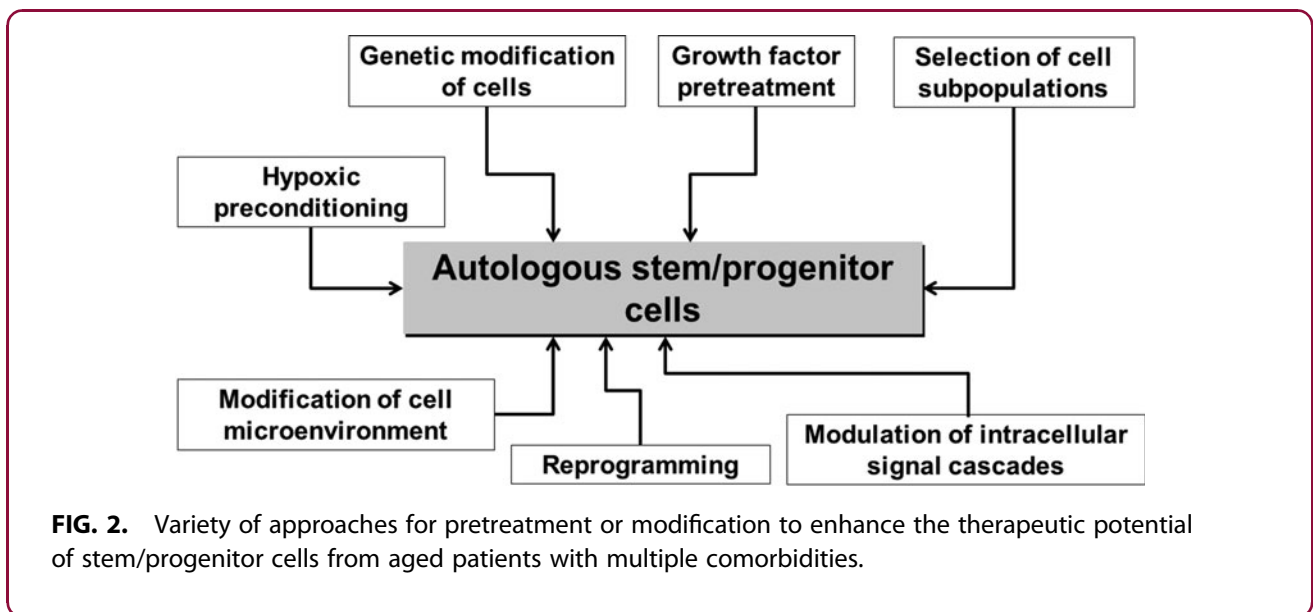 Genetic modification
of cells
Growth factor
pretreatment
Selection of cell
subpopulations
Hypoxic
preconditioning
Autologous stem/progenitor
cells
Modification of cell
microenvironment
Reprogramming
Modulation of intracellular
signal cascades
FIG. 2. Variety of approaches for pretreatment or modification to enhance the therapeutic potential
of stem/progenitor cells from aged patients with multiple comorbidities.